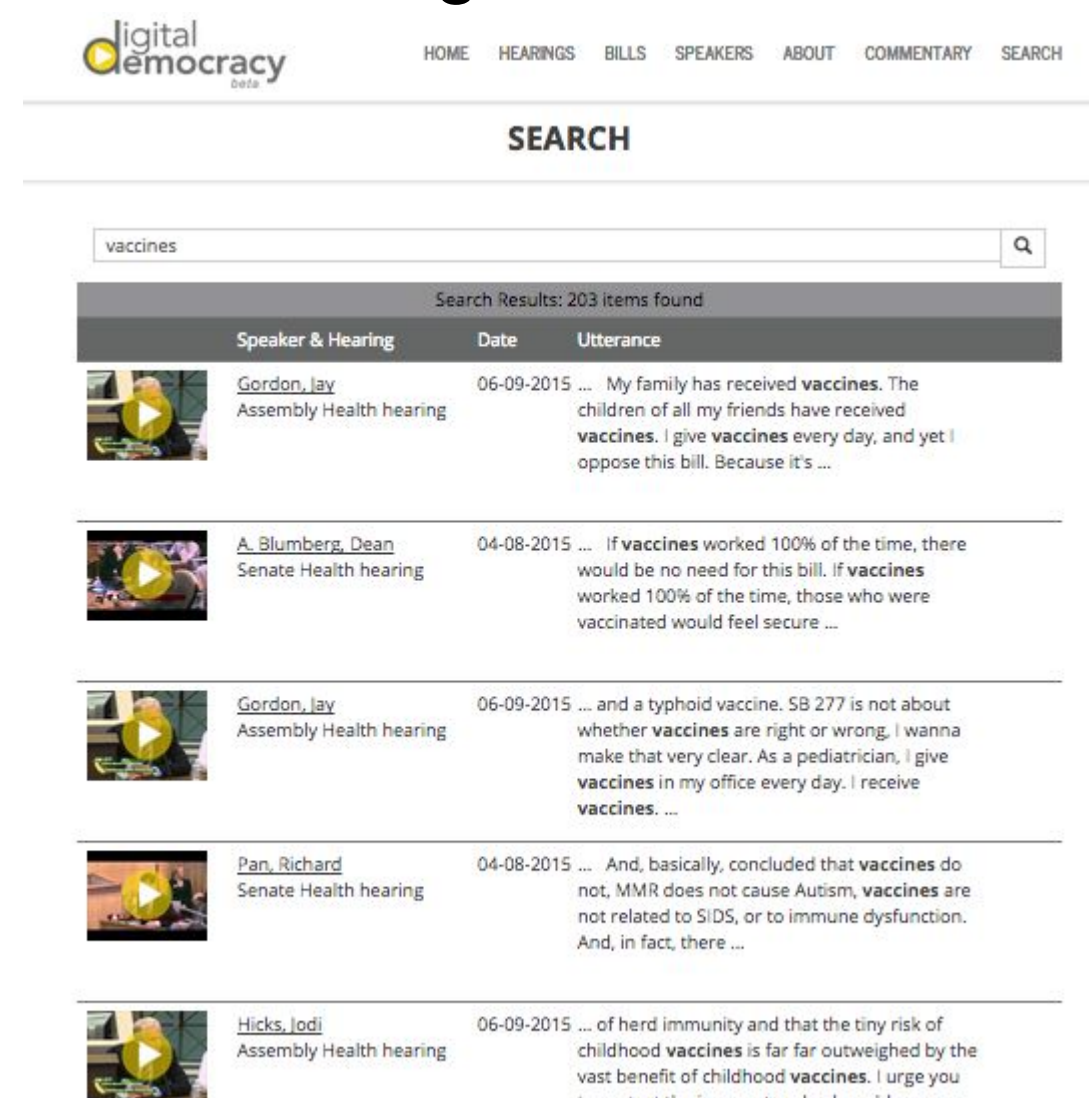 digital
democracy
beta
HOME HEARINGS BILLS SPEAKERS ABOUT COMMENTARY SEARCH
SEARCH
vaccines
Search Results: 203 items found
Speaker & Hearing Date Utterance
Gordon, Jay 06-09-2015 ... My family has received vaccines. The
Assembly Health hearing children of all my friends have received
vaccines. I give vaccines every day, and yet I
oppose this bill. Because it's ...
A. Blumberg, Dean 04-08-2015 ... If vaccines worked 100% of the time, there
Senate Health hearing would be no need for this bill. If vaccines
worked 100% of the time, those who were
vaccinated would feel secure ...
Gordon, Jay 06-09-2015 ... and a typhoid vaccine. SB 277 is not about
Assembly Health hearing whether vaccines are right or wrong, I wanna
make that very clear. As a pediatrician, I give
vaccines in my office every day. I receive
vaccines. ...
Pan, Richard 04-08-2015 ... And, basically, concluded that vaccines do
Senate Health hearing not, MMR does not cause Autism, vaccines are
not related to SIDS, or to immune dysfunction.
And, in fact, there ...
Hicks, Jodi 06-09-2015 ... of herd immunity and that the tiny risk of
Assembly Health hearing childhood vaccines is far far outweighed by the
vast benefit of childhood vaccines. I urge you